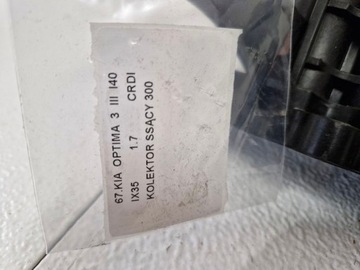 67.KIA OPTIMA 3 III I40
IX35 1.7 CRDI
KOLEKTOR SSĄCY 300